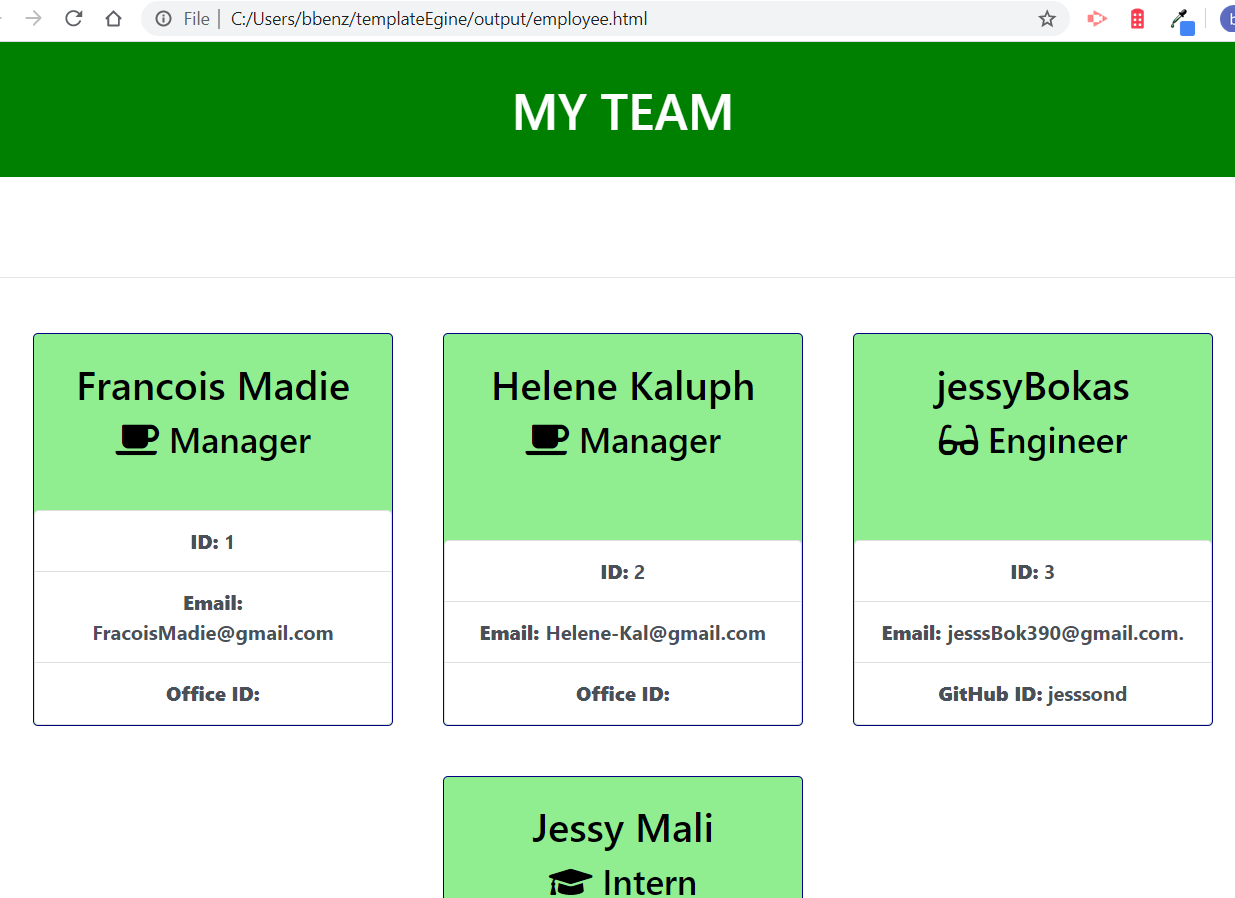 File | C:/Users/bbenz/templateEgine/output/employee.html
MY TEAM
Francois Madie
Manager
ID: 1
Email:
FracoisMadie@gmail.com
Office ID:
Helene Kaluph
Manager
ID: 2
Email: Helene-Kal@gmail.com
Office ID:
jessyBokas
Engineer
ID: 3
Email: jesssBok390@gmail.com.
GitHub ID: jesssond
Jessy Mali
Intern